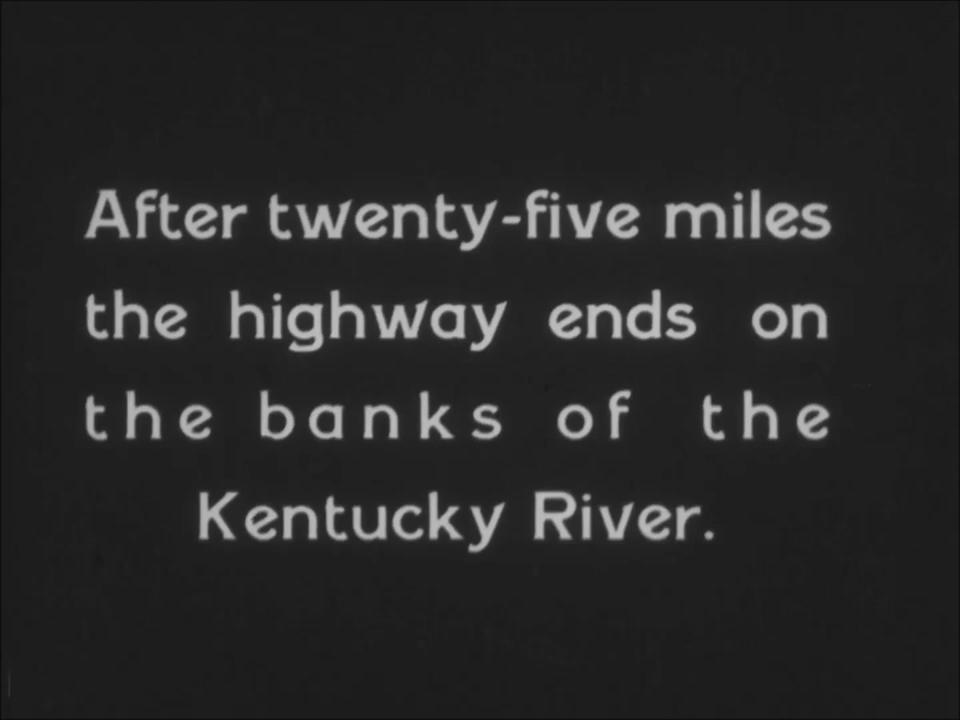 After twenty-five miles
the highway ends on
the banks of the
Kentucky River.